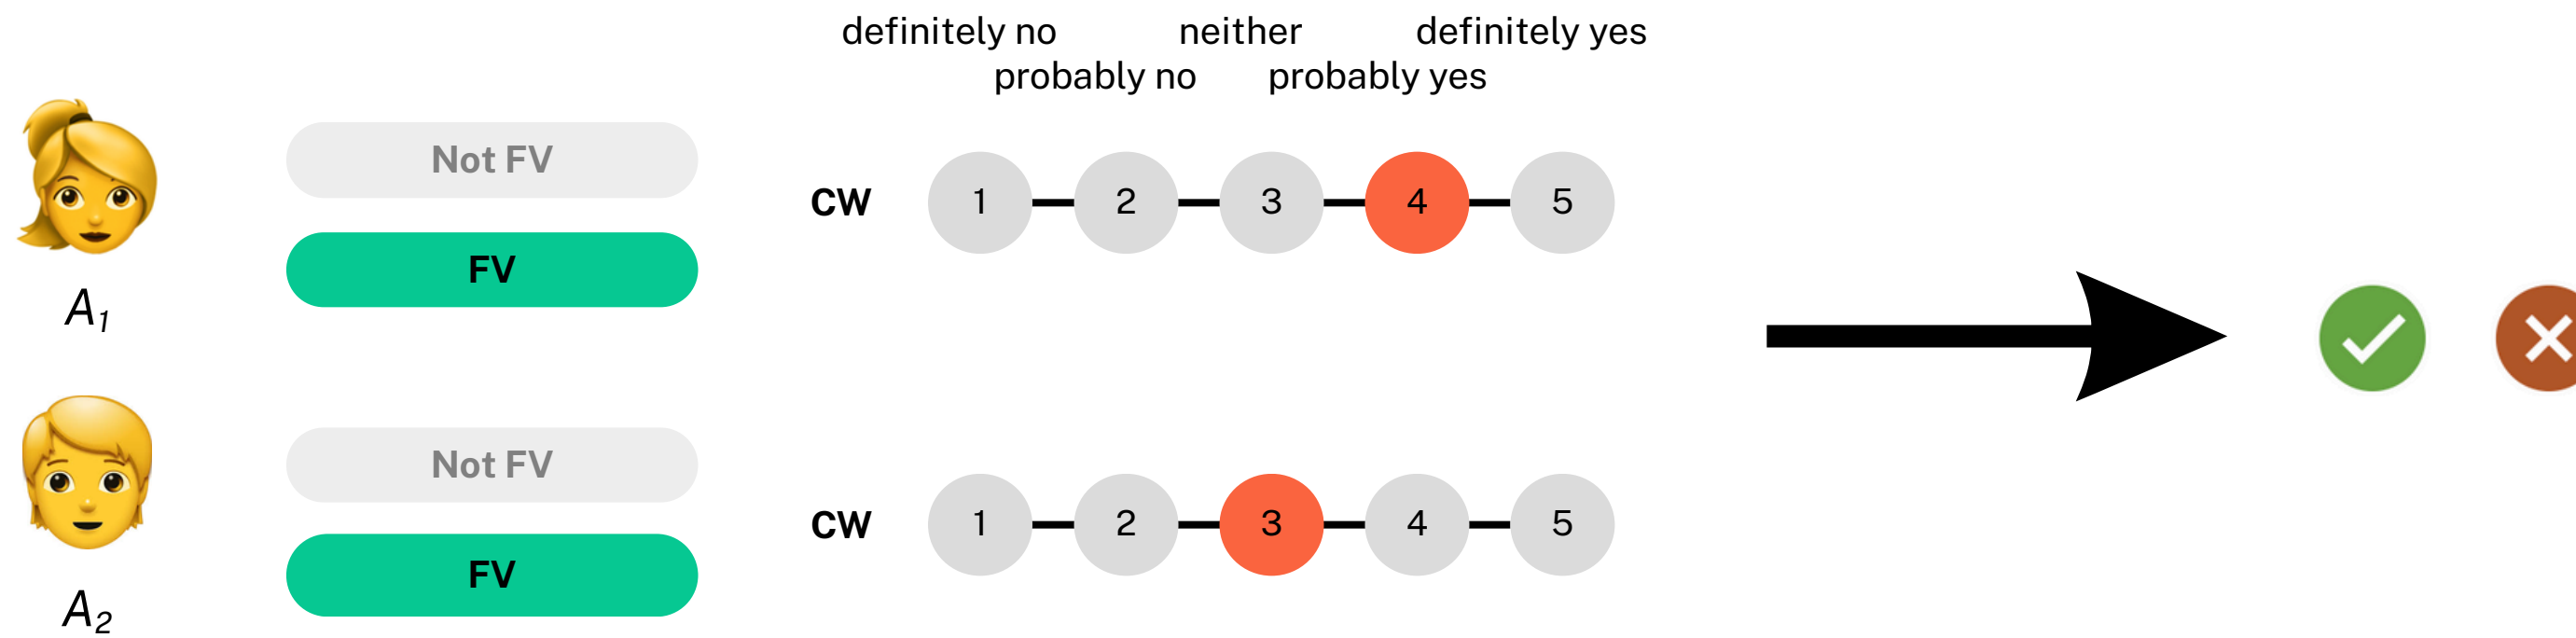 definitely no neither definitely yes
probably no probably yes
Not FV
CW 1 2 3 4 5
FV
A1
Not FV
CW 1 2 3 4 5
FV
A2